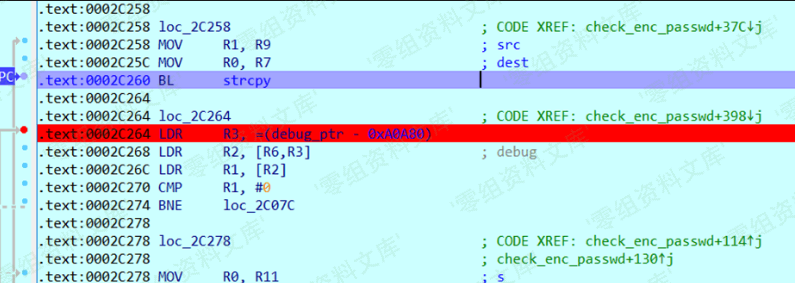 .text:0002C258
.text:0002C258 loc_2C258 ; CODE XREF: check_enc_passwd+37C↓j
.text:0002C258 MOV R1, R9 ; src
.text:0002C25C MOV R0, R7 ; dest
PC .text:0002C260 BL strcpy
.text:0002C264
.text:0002C264 loc_2C264 ; CODE XREF: check_enc_passwd+398↓j
.text:0002C264 LDR R3, =(debug_ptr - 0xA0A80)
.text:0002C268 LDR R2, [R6,R3] ; debug
.text:0002C26C LDR R1, [R2]
.text:0002C270 CMP R1, #0
.text:0002C274 BNE loc_2C07C
.text:0002C278
.text:0002C278 loc_2C278 ; CODE XREF: check_enc_passwd+114↑j
.text:0002C278 ; check_enc_passwd+130↑j
.text:0002C278 MOV R0, R11 ; s
'零组资料文库'